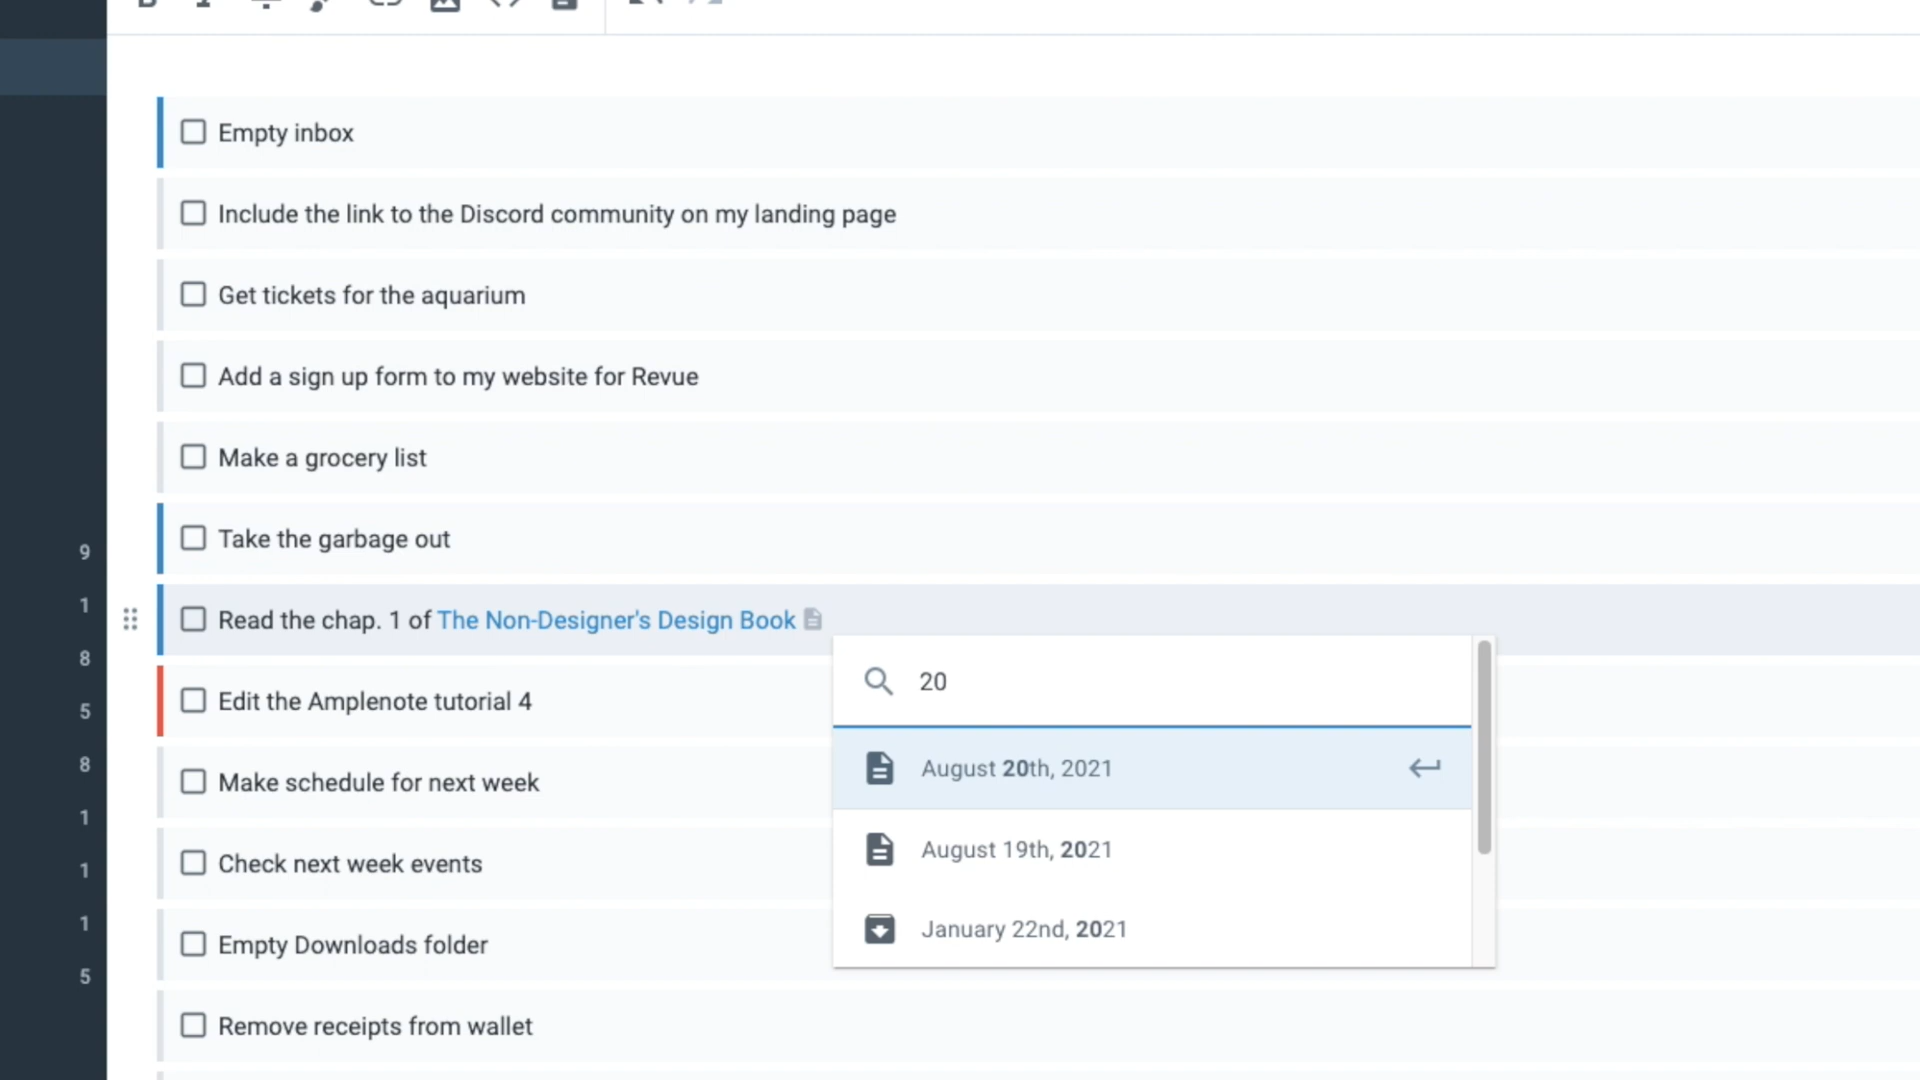 Empty inbox
Include the link to the Discord community on my landing page
Get tickets for the aquarium
Add a sign up form to my website for Revue
Make a grocery list
9
Take the garbage out
1
Read the chap. 1 of The Non-Designer's Design Book
8
20
5
Edit the Amplenote tutorial 4
8
August 20th, 2021
Make schedule for next week
1
August 19th, 2021
1
Check next week events
1
January 22nd, 2021
Empty Downloads folder
5
Remove receipts from wallet